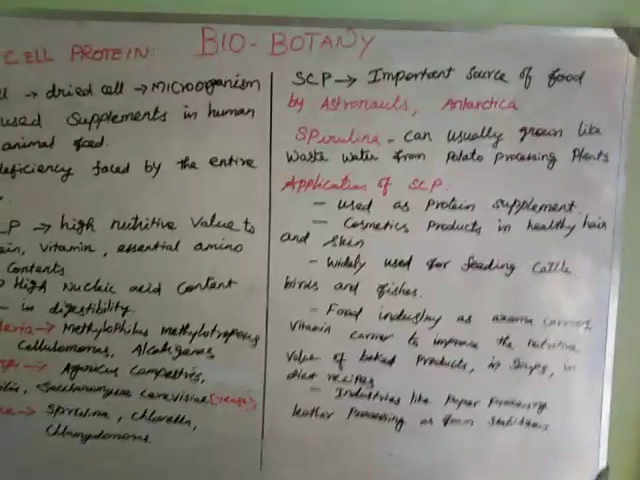 BIO-BOTANY
CELL PROTEIN:
→ dried cell → Microorganism
used Supplements in human
animal food.
deficiency faced by the entire
P → high nutritive value to
ein, vitamin, essential amino
contents
High Nucleic acid content
- in digestibility.
teria → Methylophilus methylotropous
Cellulomonas, Alcaligenes
Agaricus campestris,
Saccharomyces cerevisiae (Yeast)
→ Spirulina, Chlorella,
Chlamydomonas.
SCP → Important source of food
by Astronauts, Antarctica
Spirulina - can usually grown like
waste water from potato processing plants
Application of SCP:
- used as protein supplement.
- Cosmetics products in healthy hair
and skin
- Widely used for feeding Cattle
birds and fishes.
- Food industry as aroma carrier,
vitamin carrier to improve the nutritive
value of baked products, in Soups, in
diet recipes
- Industries like paper processing
leather processing as foam stabilizers